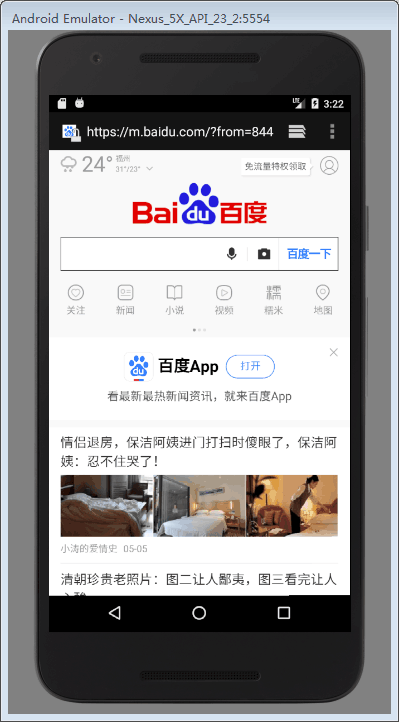 Android Emulator - Nexus_5X_API_23_2:5554
LTE 3:22
https://m.baidu.com/?from=844
24° 福州
31°/23°
免流量特权领取
Bai du 百度
百度一下
关注 新闻 小说 视频 糯米 地图
百度App 打开
看最新最热新闻资讯，就来百度App
情侣退房，保洁阿姨进门打扫时傻眼了，保洁阿
姨：忍不住哭了！
小涛的爱情史 05-05
清朝珍贵老照片：图二让人鄙夷，图三看完让人